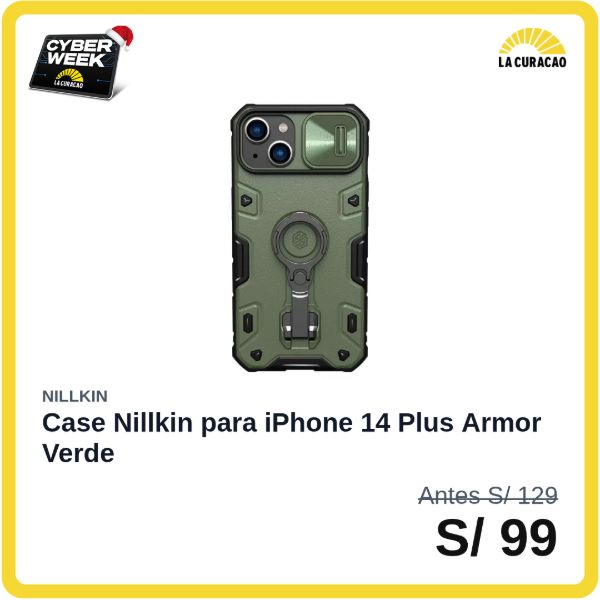 CYBER
WEEK
LA CURACAO
LA CURACAO
NILLKIN
Case Nillkin para iPhone 14 Plus Armor
Verde
Antes S/ 129
S/ 99